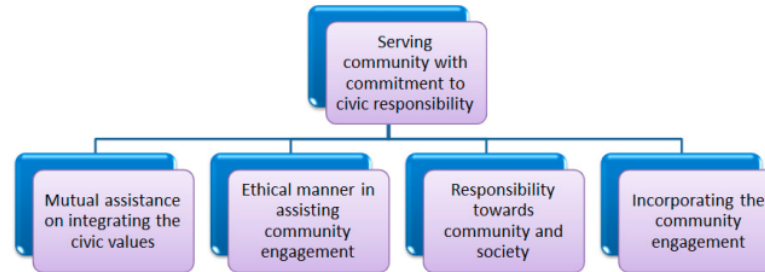 Serving
community with
commitment to
civic responsibility
Mutual assistance
on integrating the
civic values
Ethical manner in
assisting
community
engagement
Responsibility
towards
community and
society
Incorporating the
community
engagement